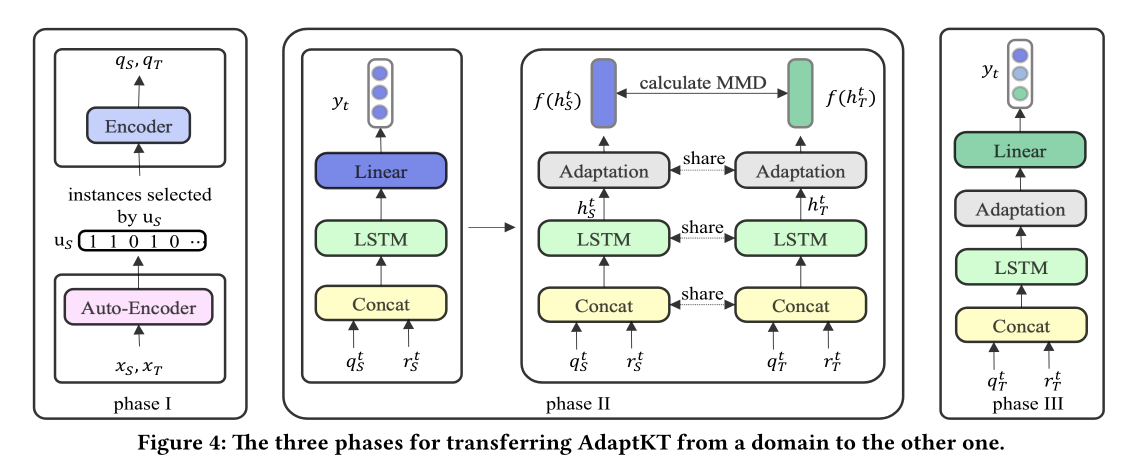 q_S, q_T
Encoder
instances selected
by u_S
u_S 1 1 0 1 0 ···
Auto-Encoder
x_S, x_T
phase I
y_t
Linear
LSTM
Concat
q_S^t r_S^t
f(h_S^t) calculate MMD f(h_T^t)
Adaptation share Adaptation
h_S^t h_T^t
LSTM share LSTM
Concat share Concat
q_S^t r_S^t q_T^t r_T^t
phase II
y_t
Linear
Adaptation
LSTM
Concat
q_T^t r_T^t
phase III
Figure 4: The three phases for transferring AdaptKT from a domain to the other one.